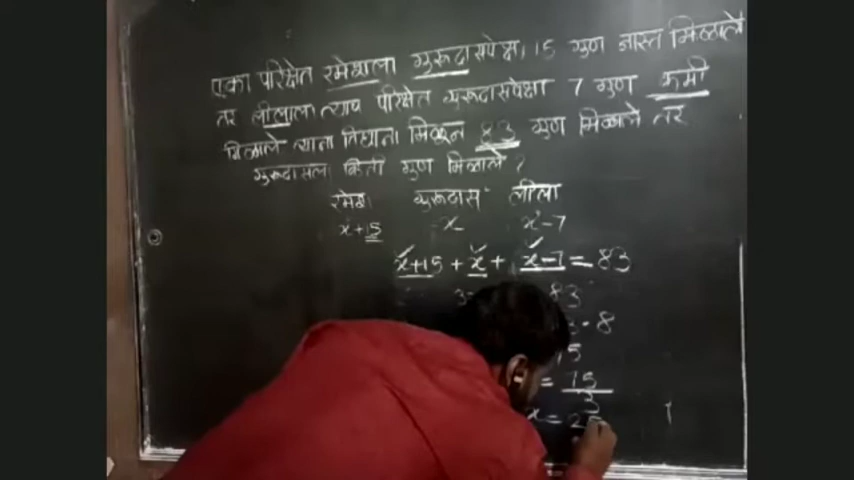 एका परिक्षेत रमेशला गुरूदासपेक्षा 15 गुण जास्त मिळाले
तर लीलाला त्याच परिक्षेत गुरूदासपेक्षा 7 गुण कमी
मिळाले त्यांना तिघांना मिळून 83 गुण मिळाले तर
गुरूदासला किती गुण मिळाले ?
रमेश गुरूदास लीला
x+15 x x-7
x+15 + x + x-7 = 83
83
- 8
= 75
3
x = 25